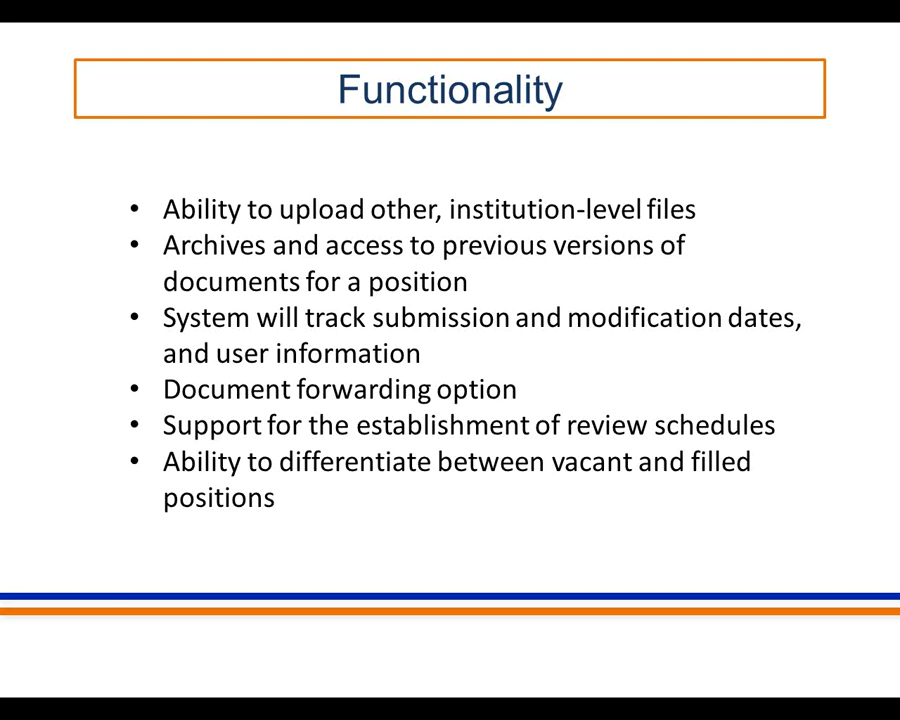 Functionality
• Ability to upload other, institution-level files
• Archives and access to previous versions of
documents for a position
• System will track submission and modification dates,
and user information
• Document forwarding option
• Support for the establishment of review schedules
• Ability to differentiate between vacant and filled
positions